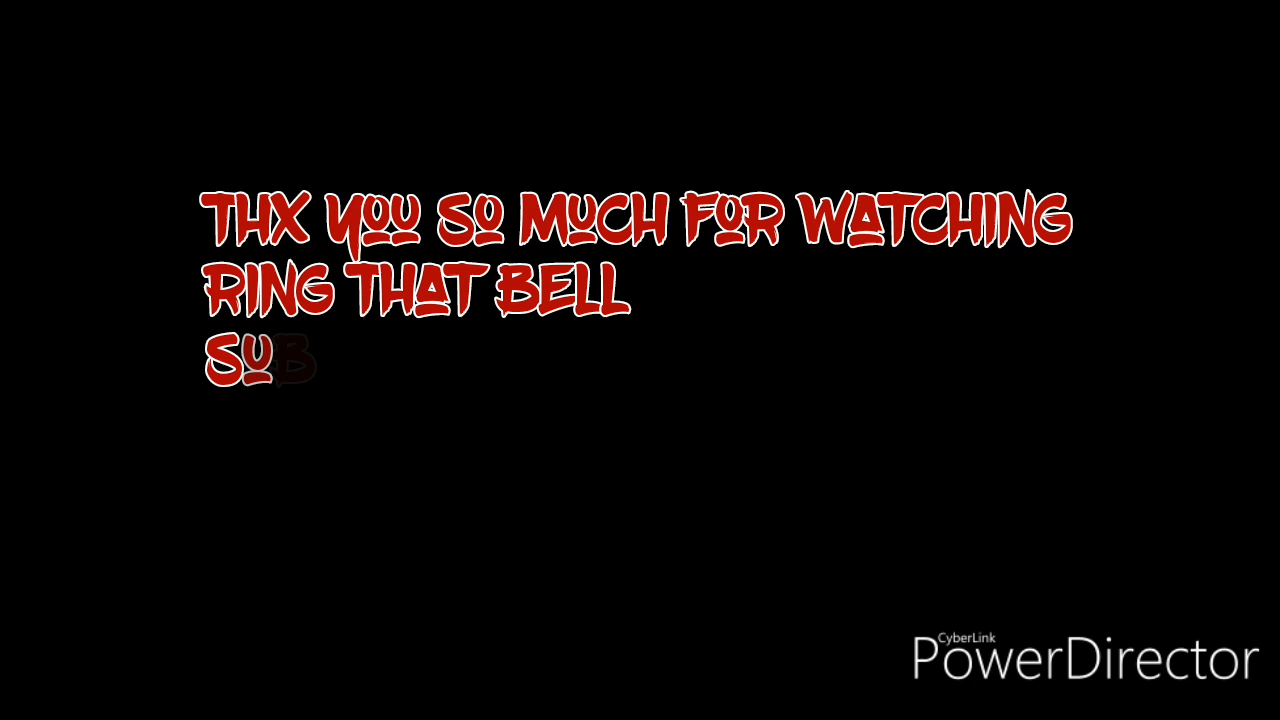 THX YOU SO MUCH FOR WATCHING
RING THAT BELL
SUB
CyberLink
PowerDirector